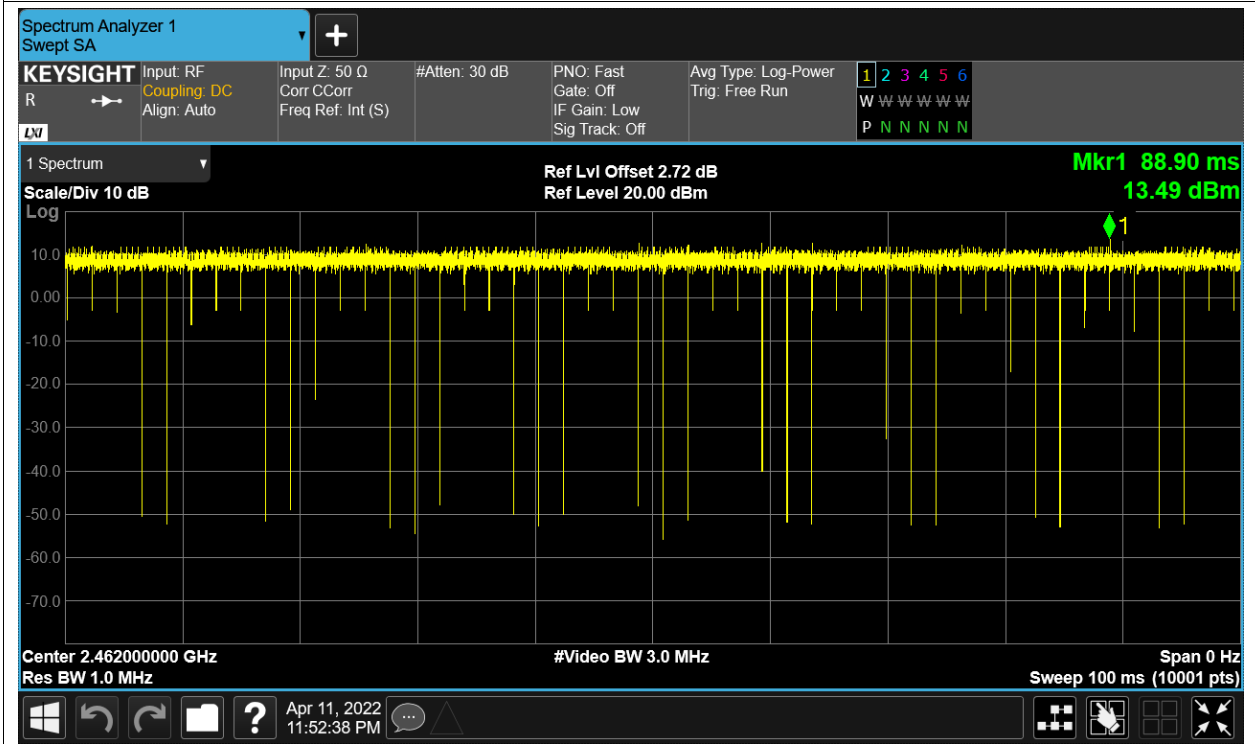 Spectrum Analyzer 1
Swept SA
KEYSIGHT
R
LXI
Input: RF
Coupling: DC
Align: Auto
Input Z: 50 Ω
Corr CCorr
Freq Ref: Int (S)
#Atten: 30 dB
PNO: Fast
Gate: Off
IF Gain: Low
Sig Track: Off
Avg Type: Log-Power
Trig: Free Run
1 2 3 4 5 6
W W W W W W
P N N N N N
1 Spectrum
Scale/Div 10 dB
Log
Ref Lvl Offset 2.72 dB
Ref Level 20.00 dBm
Mkr1 88.90 ms
13.49 dBm
1
10.0
0.00
-10.0
-20.0
-30.0
-40.0
-50.0
-60.0
-70.0
Center 2.462000000 GHz
Res BW 1.0 MHz
#Video BW 3.0 MHz
Span 0 Hz
Sweep 100 ms (10001 pts)
?
Apr 11, 2022
11:52:38 PM